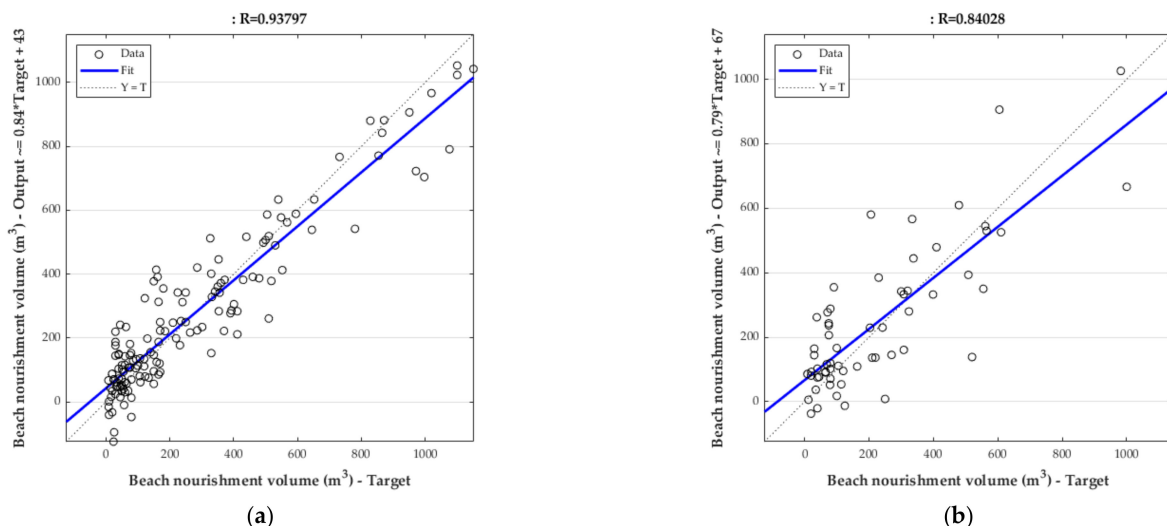 : R=0.93797
Beach nourishment volume (m³) - Output ~= 0.84*Target + 43
Data
Fit
Y = T
1000
800
600
400
200
0
0 200 400 600 800 1000
Beach nourishment volume (m³) - Target
(a)
: R=0.84028
Beach nourishment volume (m³) - Output ~= 0.79*Target + 67
Data
Fit
Y = T
1000
800
600
400
200
0
0 200 400 600 800 1000
Beach nourishment volume (m³) - Target
(b)